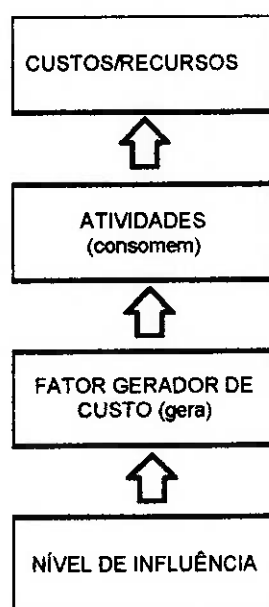 CUSTOS/RECURSOS
ATIVIDADES
(consomem)
FATOR GERADOR DE
CUSTO (gera)
NÍVEL DE INFLUÊNCIA